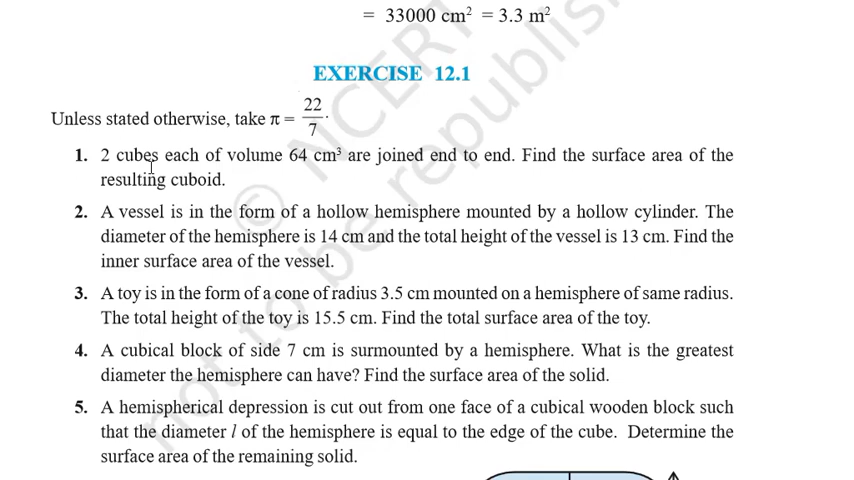 = 33000 cm² = 3.3 m²
EXERCISE 12.1
Unless stated otherwise, take π = 22/7.
1. 2 cubes each of volume 64 cm³ are joined end to end. Find the surface area of the
resulting cuboid.
2. A vessel is in the form of a hollow hemisphere mounted by a hollow cylinder. The
diameter of the hemisphere is 14 cm and the total height of the vessel is 13 cm. Find the
inner surface area of the vessel.
3. A toy is in the form of a cone of radius 3.5 cm mounted on a hemisphere of same radius.
The total height of the toy is 15.5 cm. Find the total surface area of the toy.
4. A cubical block of side 7 cm is surmounted by a hemisphere. What is the greatest
diameter the hemisphere can have? Find the surface area of the solid.
5. A hemispherical depression is cut out from one face of a cubical wooden block such
that the diameter l of the hemisphere is equal to the edge of the cube. Determine the
surface area of the remaining solid.
© NCERT
not to be republish